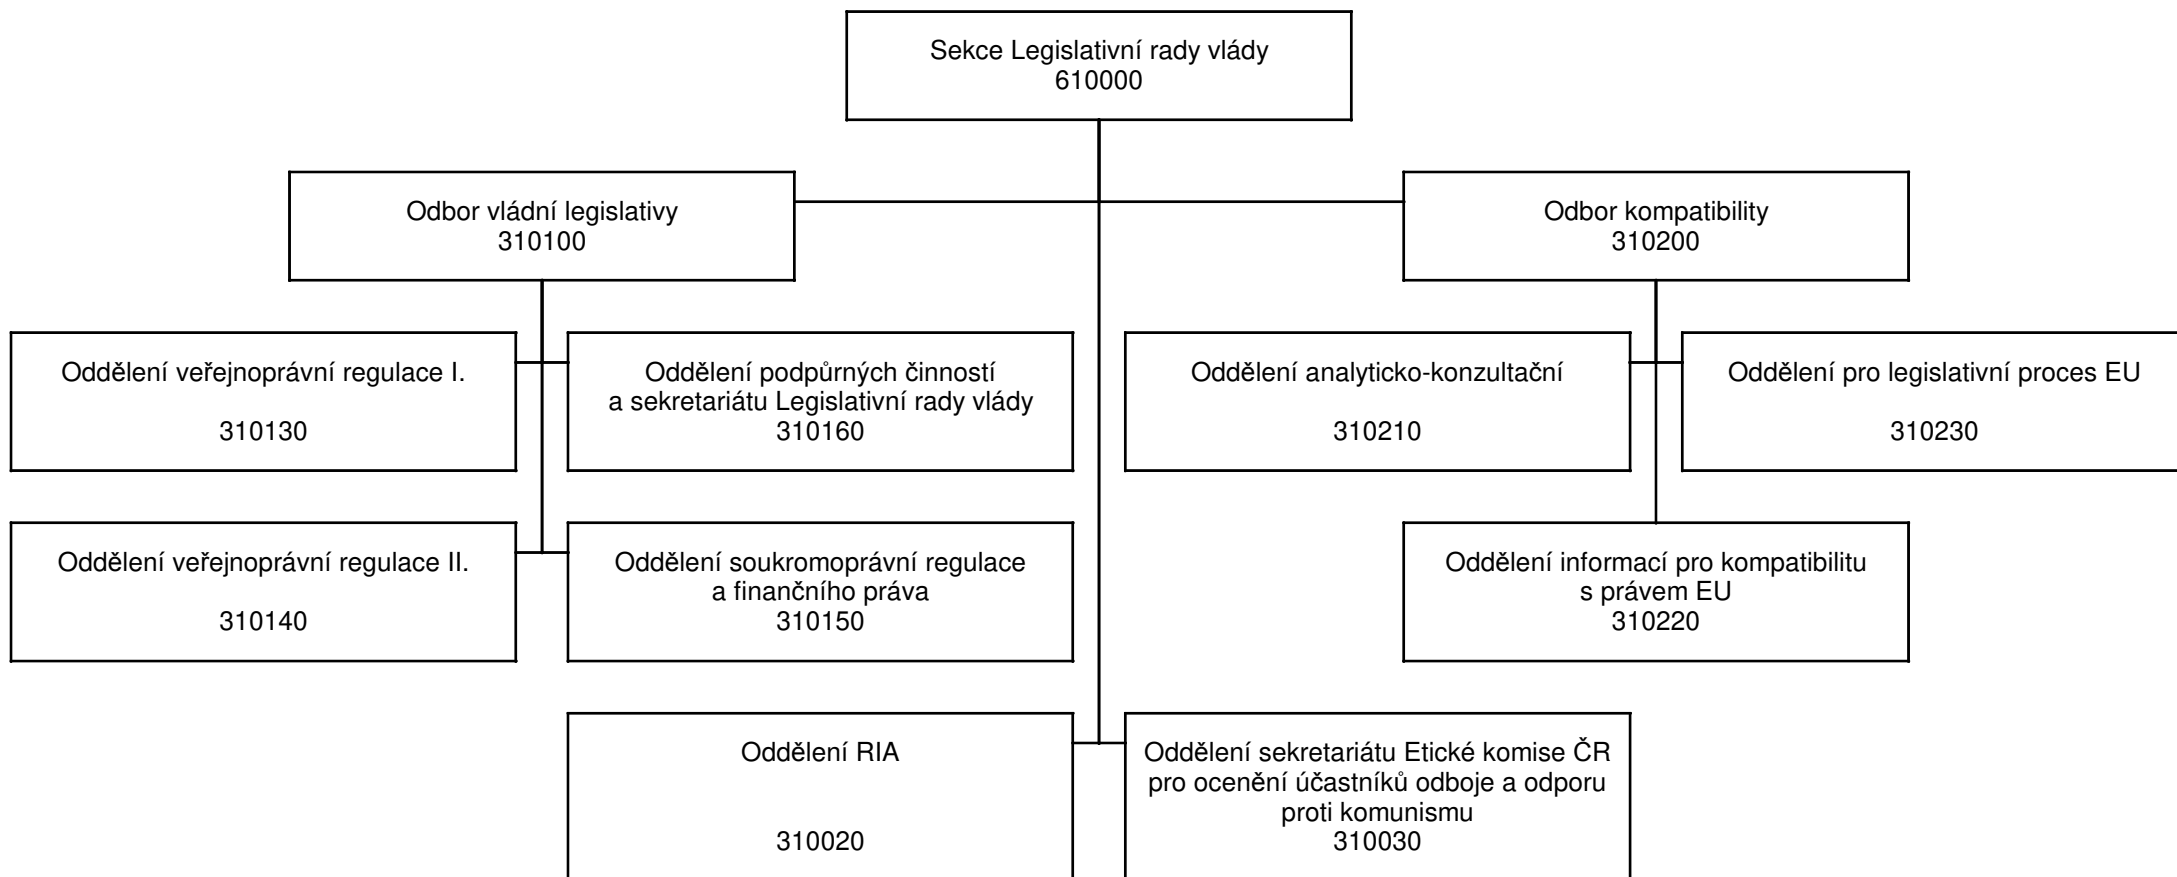 Sekce Legislativní rady vlády
610000
Odbor vládní legislativy
310100
Odbor kompatibility
310200
Oddělení veřejnoprávní regulace I.
310130
Oddělení podpůrných činností
a sekretariátu Legislativní rady vlády
310160
Oddělení analyticko-konzultační
310210
Oddělení pro legislativní proces EU
310230
Oddělení veřejnoprávní regulace II.
310140
Oddělení soukromoprávní regulace
a finančního práva
310150
Oddělení informací pro kompatibilitu
s právem EU
310220
Oddělení RIA
310020
Oddělení sekretariátu Etické komise ČR
pro ocenění účastníků odboje a odporu
proti komunismu
310030